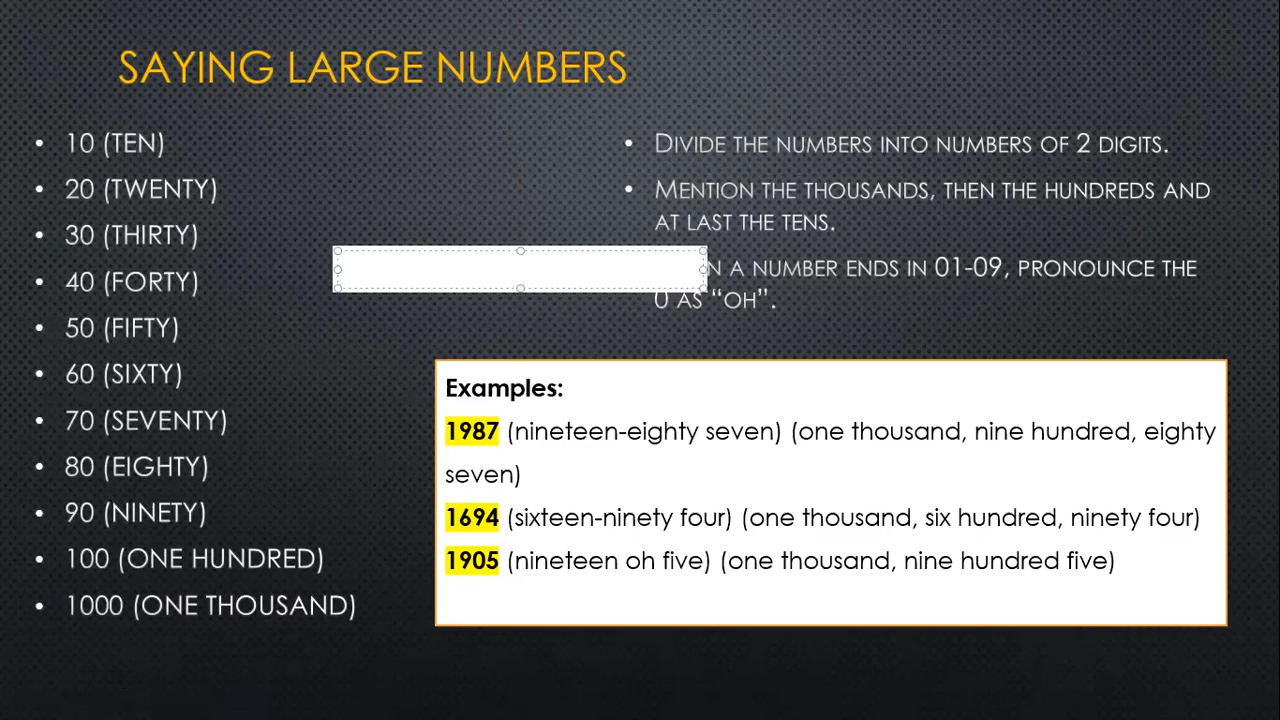 SAYING LARGE NUMBERS
• 10 (TEN)
• 20 (TWENTY)
• 30 (THIRTY)
• 40 (FORTY)
• 50 (FIFTY)
• 60 (SIXTY)
• 70 (SEVENTY)
• 80 (EIGHTY)
• 90 (NINETY)
• 100 (ONE HUNDRED)
• 1000 (ONE THOUSAND)
• DIVIDE THE NUMBERS INTO NUMBERS OF 2 DIGITS.
• MENTION THE THOUSANDS, THEN THE HUNDREDS AND
AT LAST THE TENS.
A NUMBER ENDS IN 01-09, PRONOUNCE THE
0 AS “OH”.
Examples:
1987 (nineteen-eighty seven) (one thousand, nine hundred, eighty
seven)
1694 (sixteen-ninety four) (one thousand, six hundred, ninety four)
1905 (nineteen oh five) (one thousand, nine hundred five)